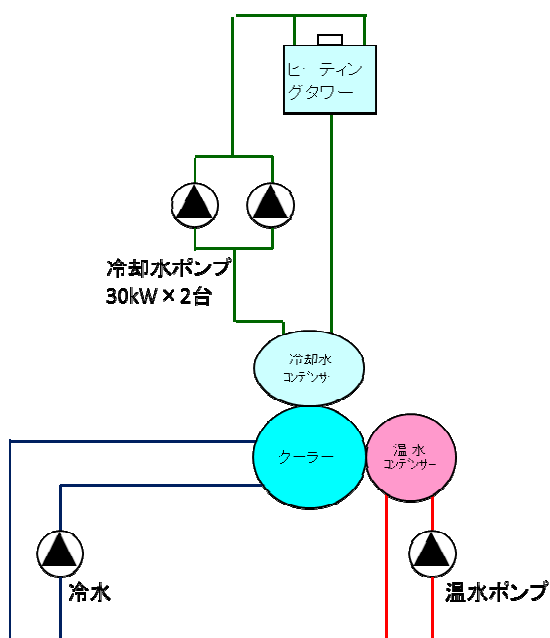 ヒーティン
グタワー
冷却水ポンプ
30kW×2台
冷却水
コンデンサ
クーラー
温水
コンデンサー
冷水
温水ポンプ